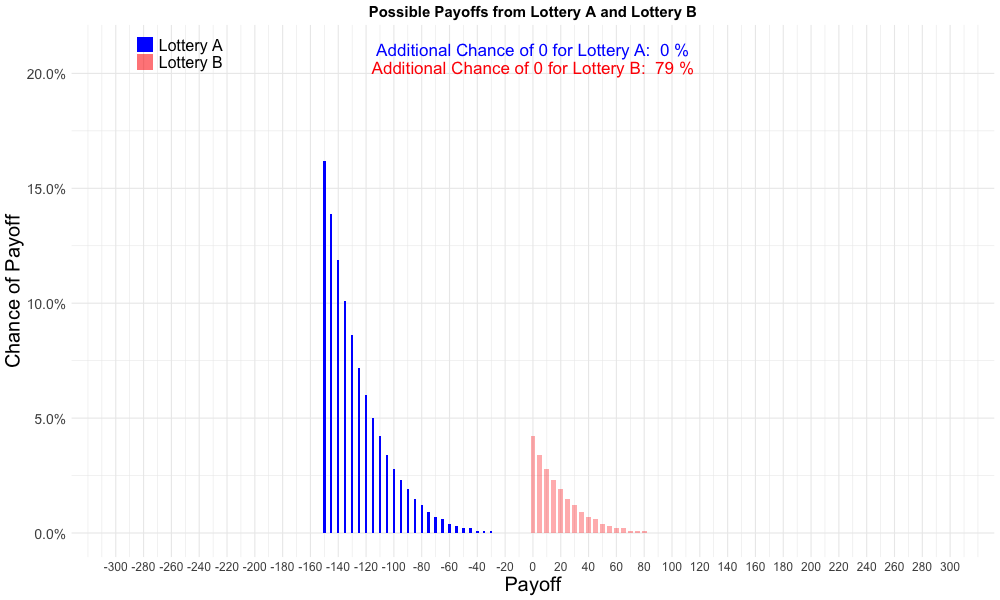 Possible Payoffs from Lottery A and Lottery B
Lottery A
Lottery B
Additional Chance of 0 for Lottery A:  0 %
Additional Chance of 0 for Lottery B:  79 %
Chance of Payoff
20.0%
15.0%
10.0%
5.0%
0.0%
-300 -280 -260 -240 -220 -200 -180 -160 -140 -120 -100 -80 -60 -40 -20 0 20 40 60 80 100 120 140 160 180 200 220 240 260 280 300
Payoff